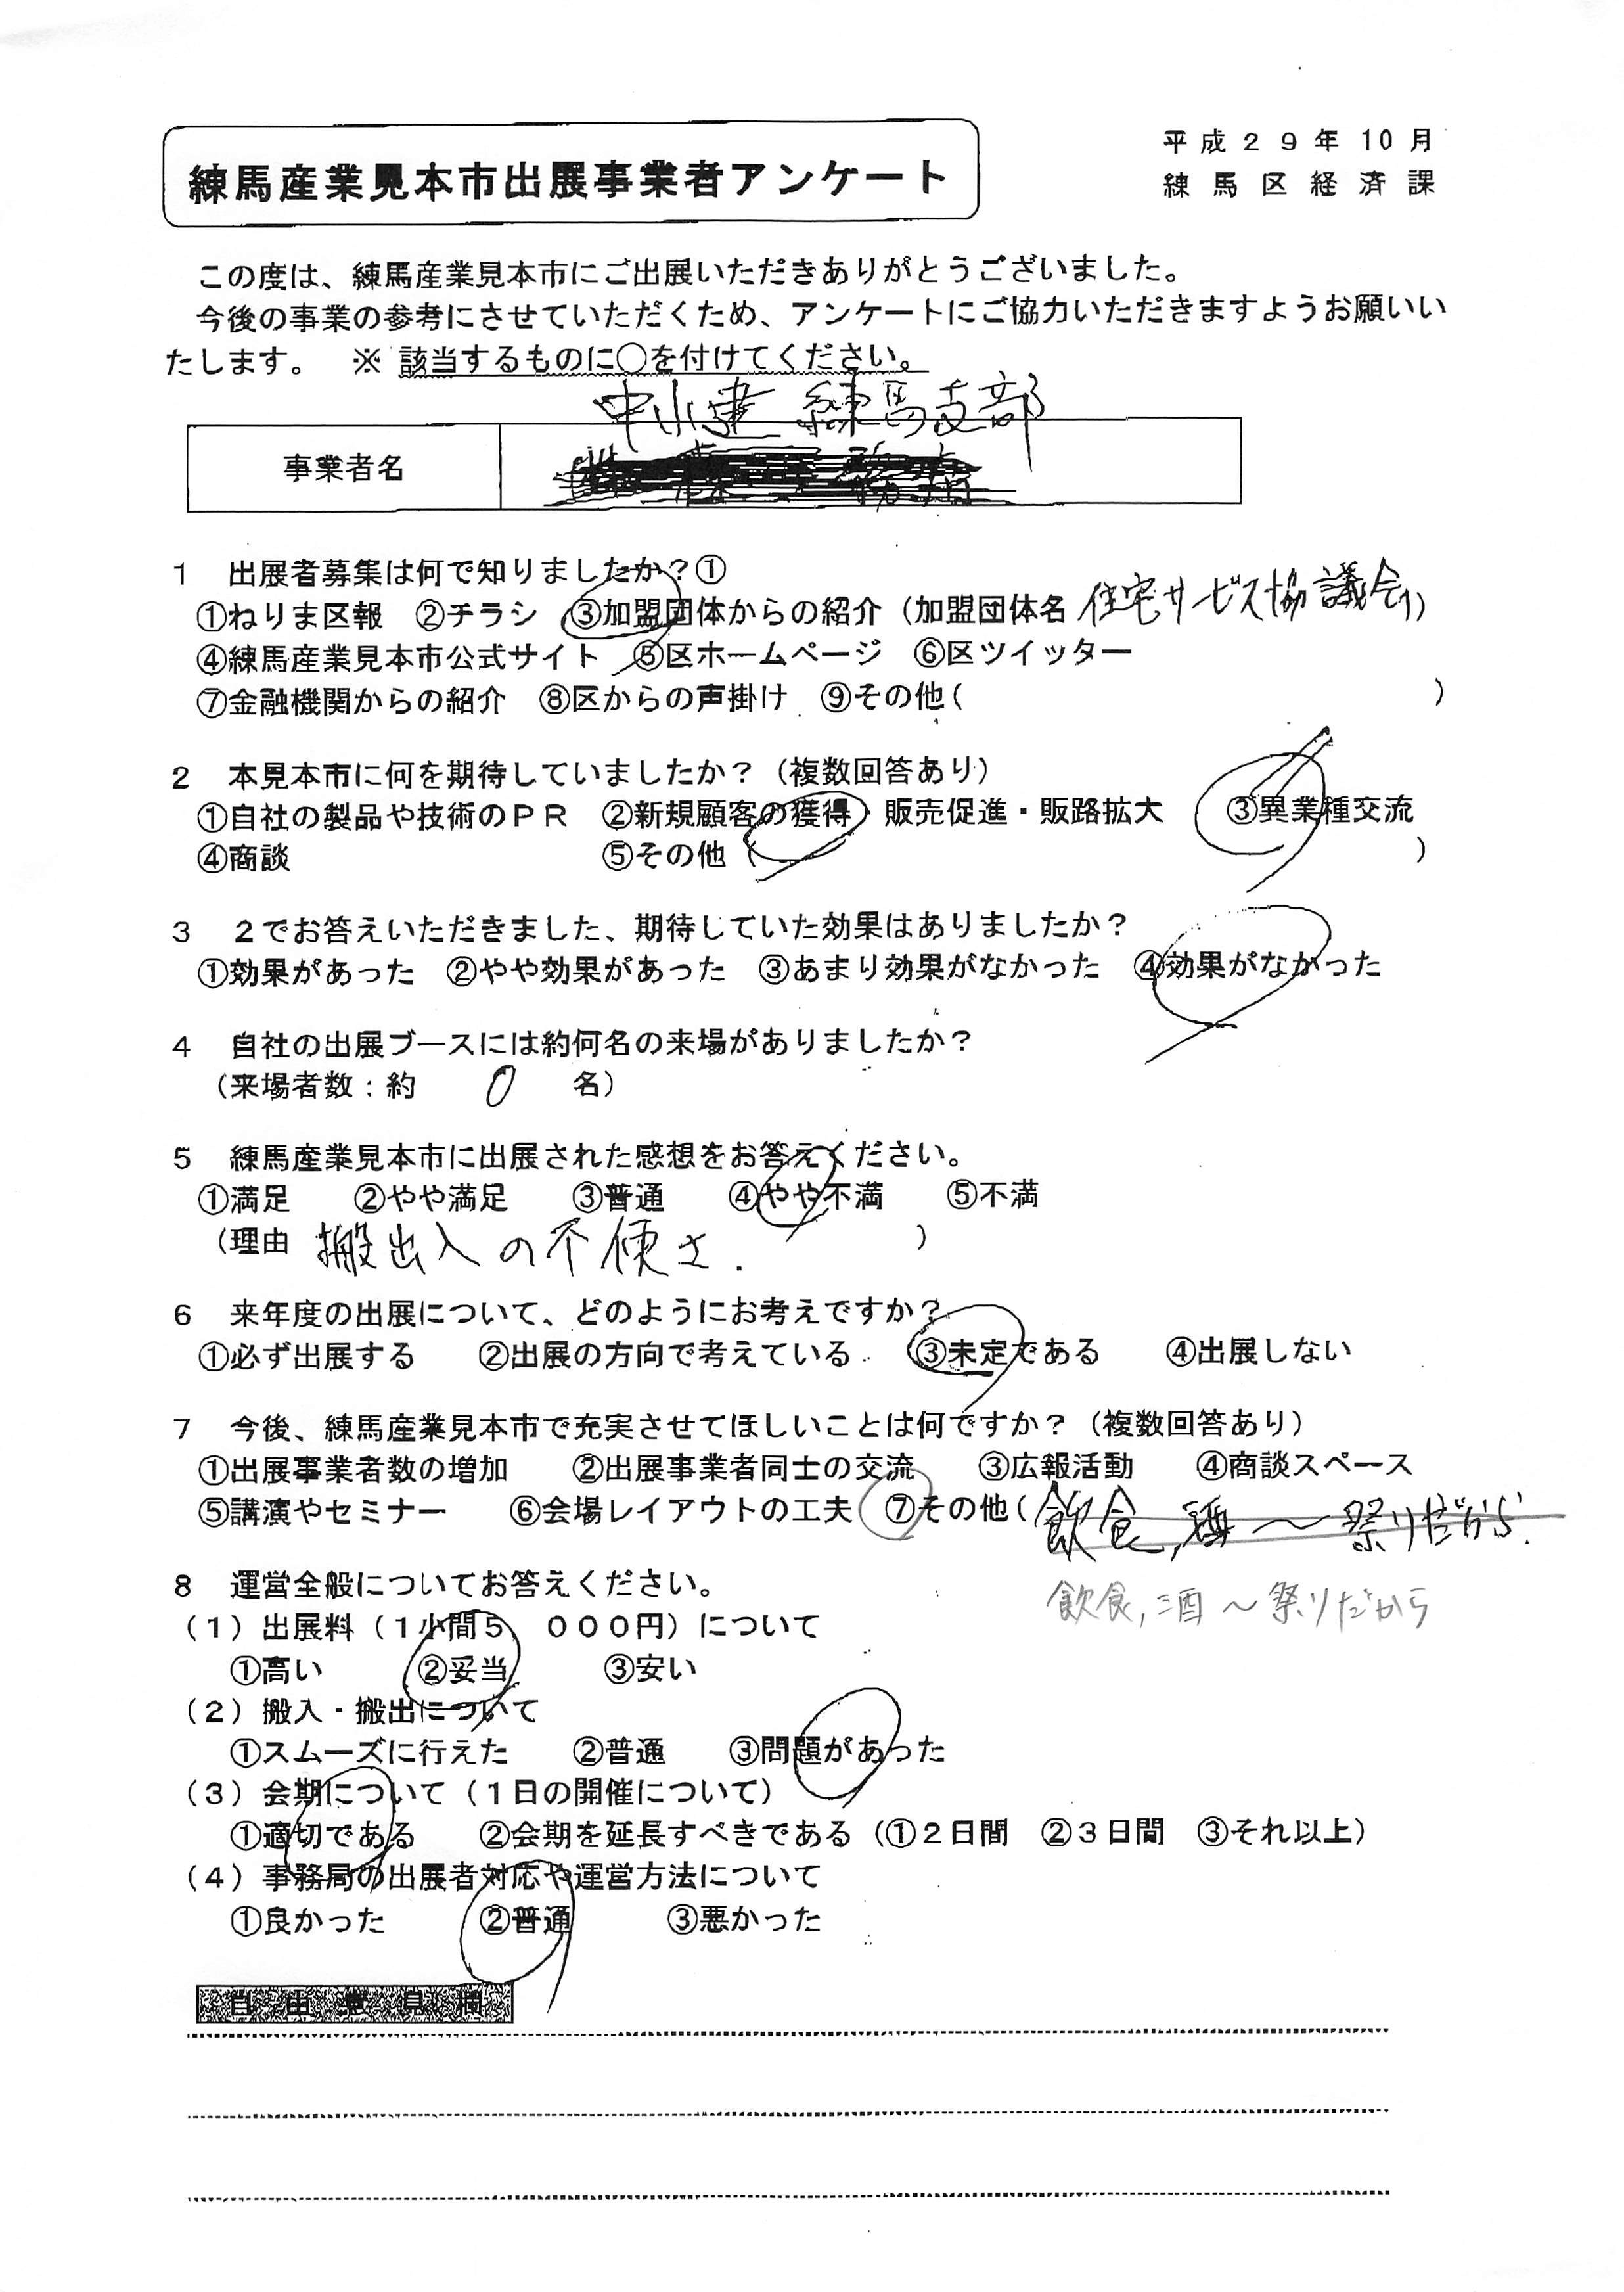 平成29年10月
練馬区経済課
練馬産業見本市出展事業者アンケート
この度は、練馬産業見本市にご出展いただきありがとうございました。
今後の事業の参考にさせていただくため、アンケートにご協力いただきますようお願いい
たします。 ※ 該当するものに○を付けてください。
中小建 練馬支部
事業者名
1 出展者募集は何で知りましたか？①
①ねりま区報 ②チラシ ③加盟団体からの紹介（加盟団体名 住宅サービス協議会）
④練馬産業見本市公式サイト ⑤区ホームページ ⑥区ツイッター
⑦金融機関からの紹介 ⑧区からの声掛け ⑨その他（ ）
2 本見本市に何を期待していましたか？（複数回答あり）
①自社の製品や技術のＰＲ ②新規顧客の獲得・販売促進・販路拡大 ③異業種交流
④商談 ⑤その他（ ）
3 2でお答えいただきました、期待していた効果はありましたか？
①効果があった ②やや効果があった ③あまり効果がなかった ④効果がなかった
4 自社の出展ブースには約何名の来場がありましたか？
（来場者数：約 0 名）
5 練馬産業見本市に出展された感想をお答えください。
①満足 ②やや満足 ③普通 ④やや不満 ⑤不満
（理由 搬出入の不便さ. ）
6 来年度の出展について、どのようにお考えですか？
①必ず出展する ②出展の方向で考えている ③未定である ④出展しない
7 今後、練馬産業見本市で充実させてほしいことは何ですか？（複数回答あり）
①出展事業者数の増加 ②出展事業者同士の交流 ③広報活動 ④商談スペース
⑤講演やセミナー ⑥会場レイアウトの工夫 ⑦その他（飲食，酒〜祭りだから.
飲食，酒〜祭りだから
8 運営全般についてお答えください。
（1）出展料（1小間5 000円）について
①高い ②妥当 ③安い
（2）搬入・搬出について
①スムーズに行えた ②普通 ③問題があった
（3）会期について（1日の開催について）
①適切である ②会期を延長すべきである（①2日間 ②3日間 ③それ以上）
（4）事務局の出展者対応や運営方法について
①良かった ②普通 ③悪かった
自由意見欄